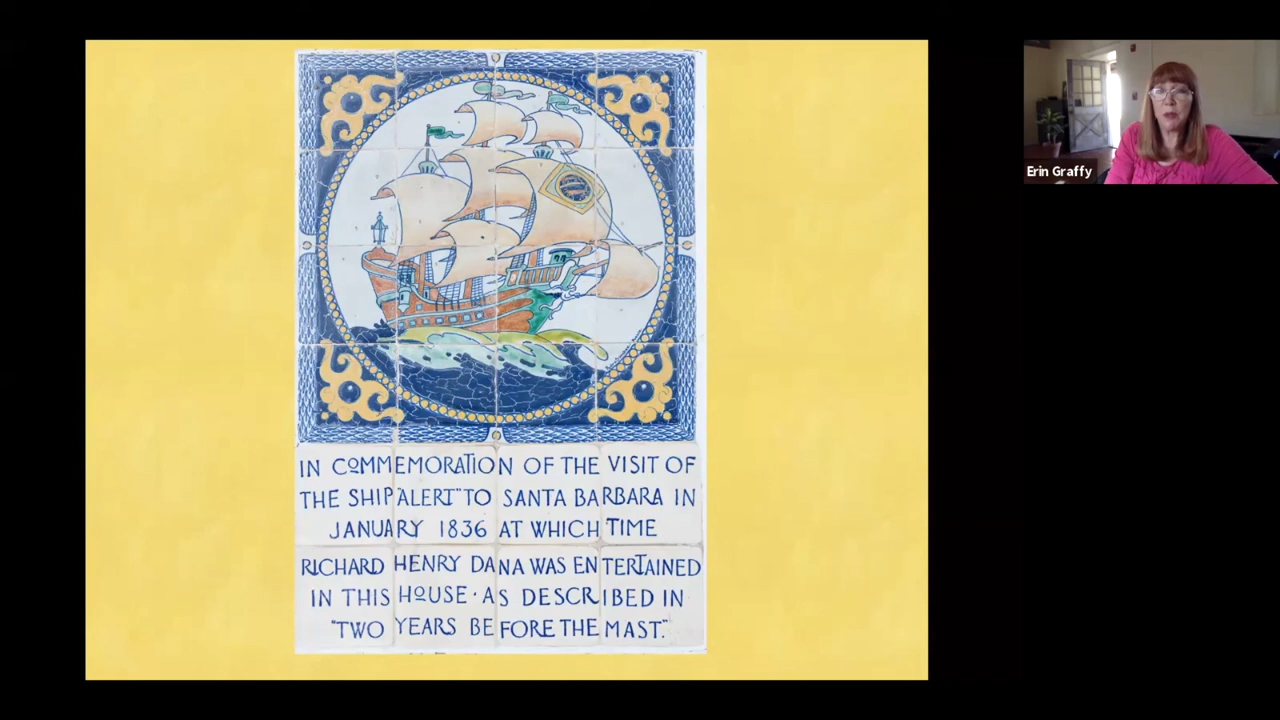 IN COMMEMORATION OF THE VISIT OF
THE SHIP "ALERT" TO SANTA BARBARA IN
JANUARY 1836 AT WHICH TIME
RICHARD HENRY DANA WAS ENTERTAINED
IN THIS HOUSE · AS DESCRIBED IN
"TWO YEARS BEFORE THE MAST."
Erin Graffy